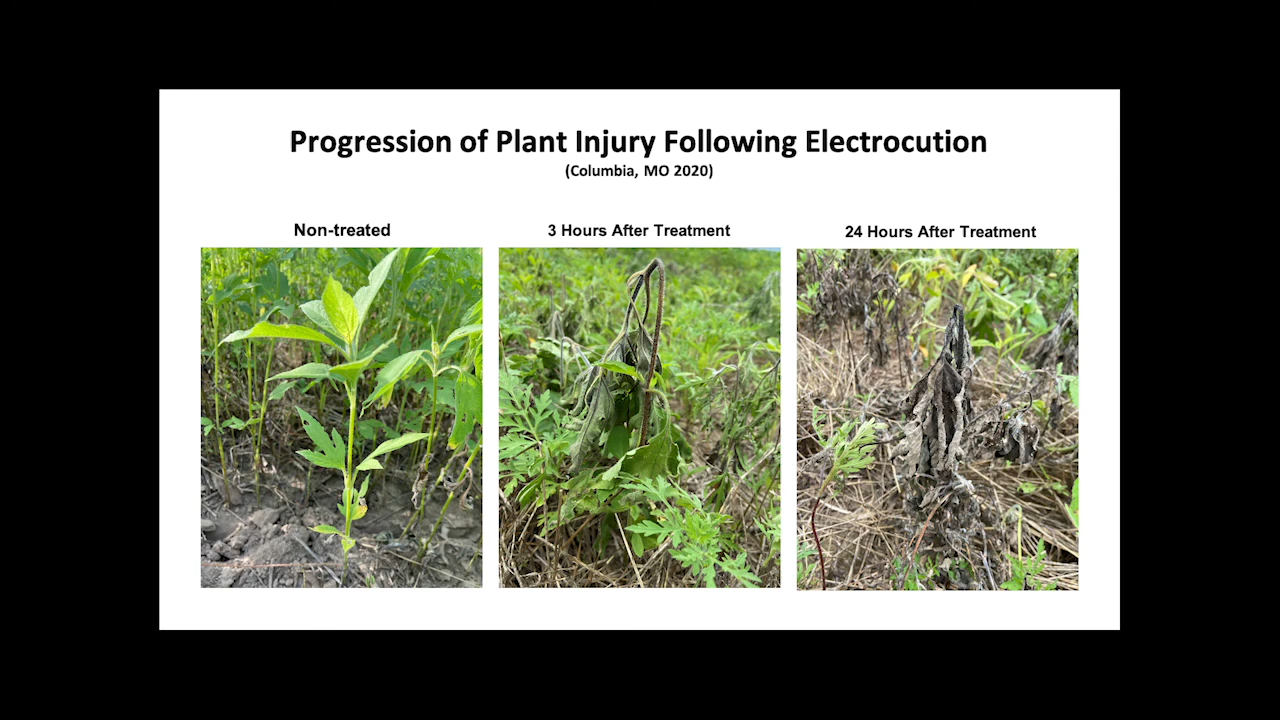 Progression of Plant Injury Following Electrocution
(Columbia, MO 2020)
Non-treated
3 Hours After Treatment
24 Hours After Treatment